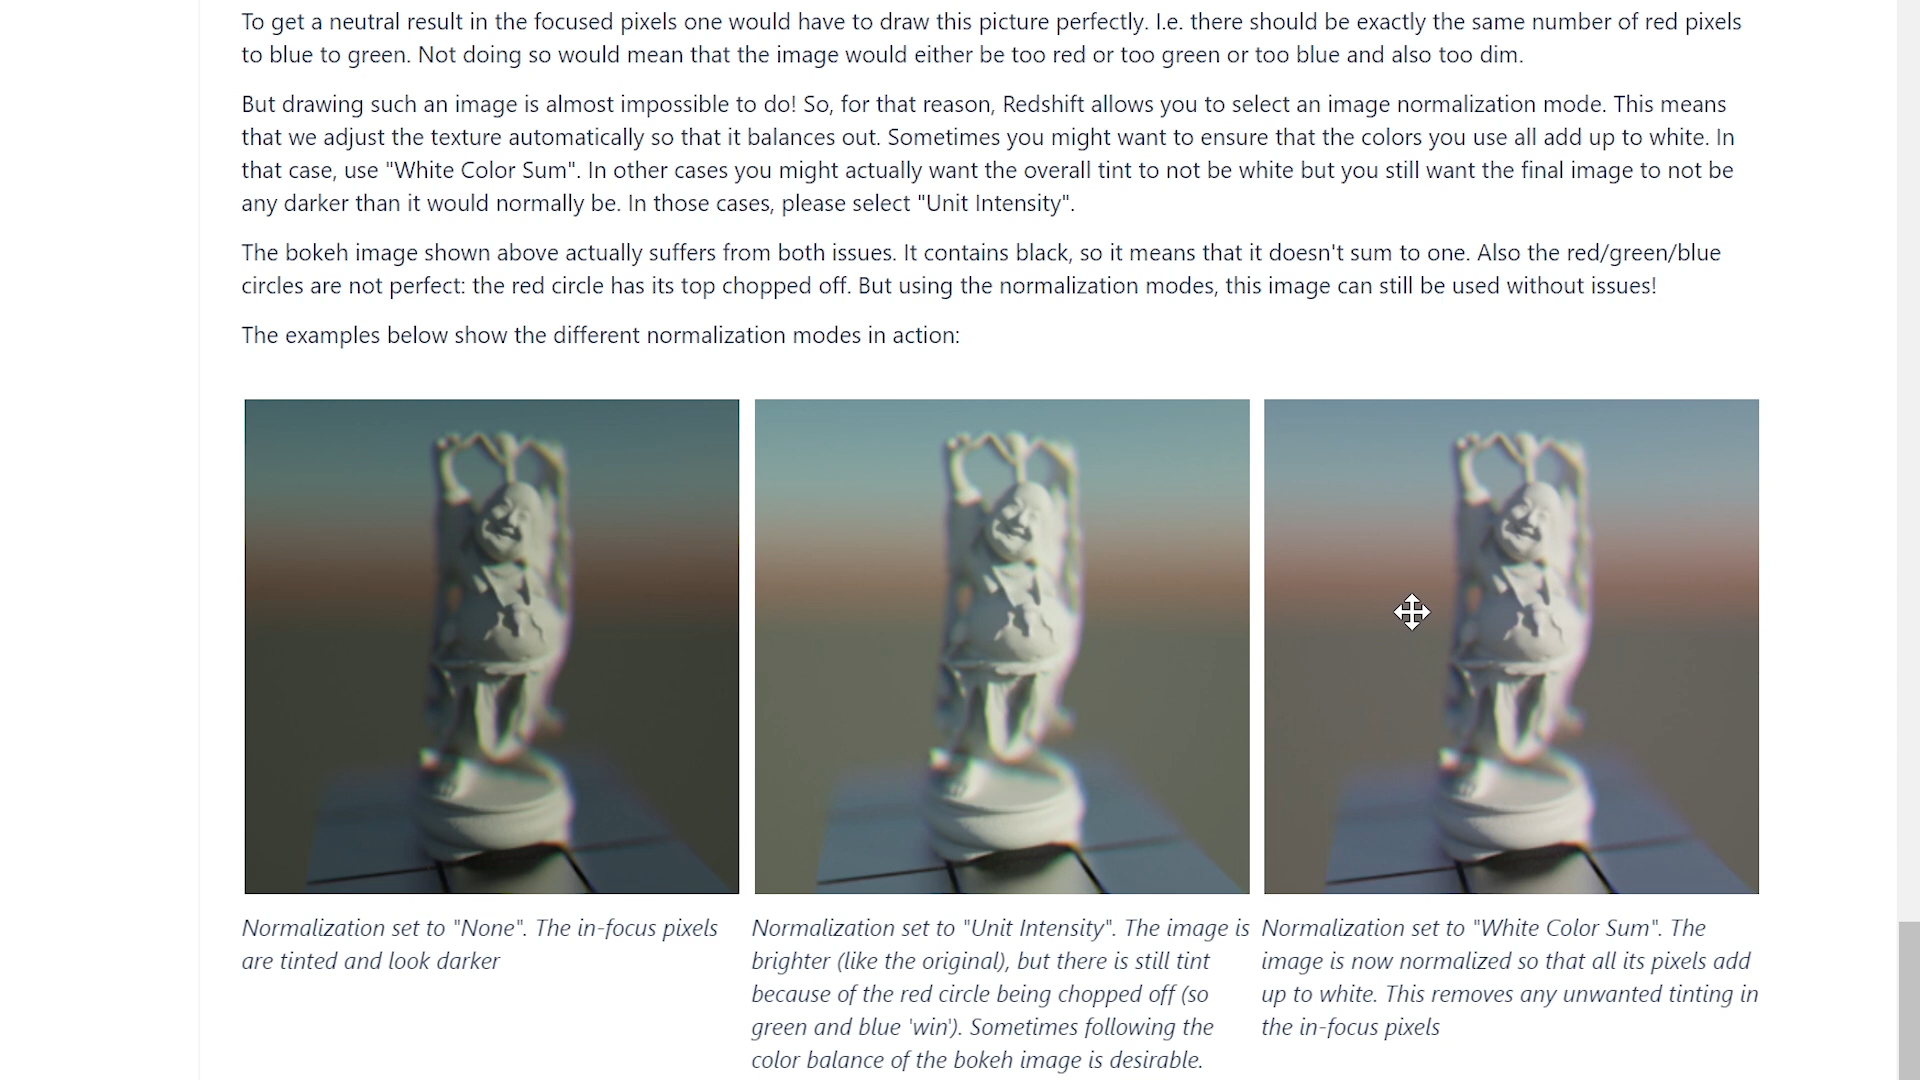 To get a neutral result in the focused pixels one would have to draw this picture perfectly. I.e. there should be exactly the same number of red pixels
to blue to green. Not doing so would mean that the image would either be too red or too green or too blue and also too dim.
But drawing such an image is almost impossible to do! So, for that reason, Redshift allows you to select an image normalization mode. This means
that we adjust the texture automatically so that it balances out. Sometimes you might want to ensure that the colors you use all add up to white. In
that case, use "White Color Sum". In other cases you might actually want the overall tint to not be white but you still want the final image to not be
any darker than it would normally be. In those cases, please select "Unit Intensity".
The bokeh image shown above actually suffers from both issues. It contains black, so it means that it doesn't sum to one. Also the red/green/blue
circles are not perfect: the red circle has its top chopped off. But using the normalization modes, this image can still be used without issues!
The examples below show the different normalization modes in action:
Normalization set to "None". The in-focus pixels
are tinted and look darker
Normalization set to "Unit Intensity". The image is
brighter (like the original), but there is still tint
because of the red circle being chopped off (so
green and blue 'win'). Sometimes following the
color balance of the bokeh image is desirable.
Normalization set to "White Color Sum". The
image is now normalized so that all its pixels add
up to white. This removes any unwanted tinting in
the in-focus pixels